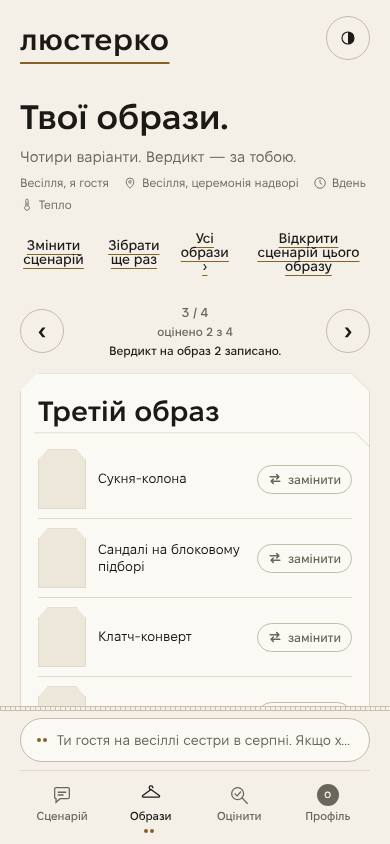 люстерко
Твої образи.
Чотири варіанти. Вердикт — за тобою.
Весілля, я гостя Весілля, церемонія надворі Вдень
Тепло
Змінити сценарій
Зібрати ще раз
Усі образи ›
Відкрити сценарій цього образу
‹
3 / 4
›
оцінено 2 з 4
Вердикт на образ 2 записано.
Третій образ
Сукня-колона
замінити
Сандалі на блоковому
підборі
замінити
Клатч-конверт
замінити
Ти гостя на весіллі сестри в серпні. Якщо х...
Сценарій
Образи
Оцінити
О
Профіль